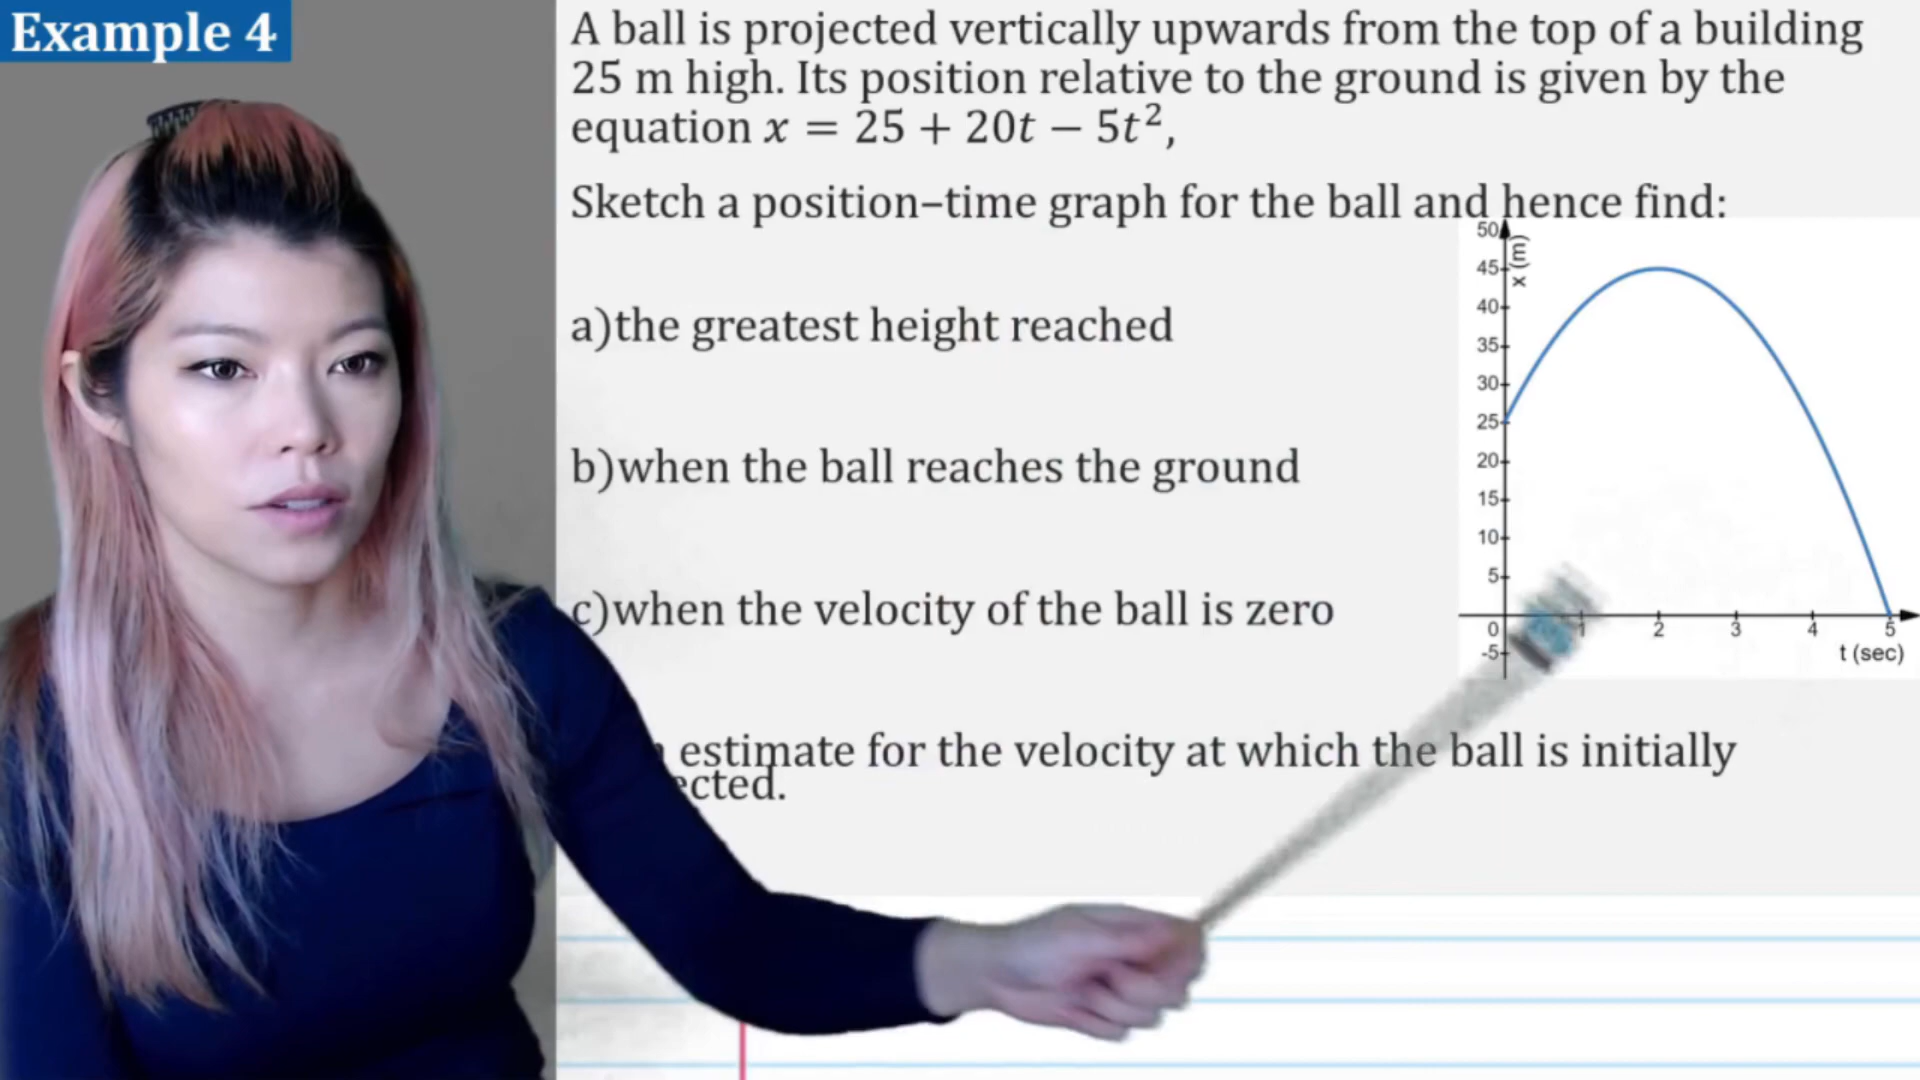 Example 4
A ball is projected vertically upwards from the top of a building
25 m high. Its position relative to the ground is given by the
equation x = 25 + 20t − 5t²,
Sketch a position–time graph for the ball and hence find:
a)the greatest height reached
b)when the ball reaches the ground
c)when the velocity of the ball is zero
estimate for the velocity at which the ball is initially
50
45
40
35
30
25
20
15
10
5
0
-5
x (m)
1 2 3 4 5
t (sec)